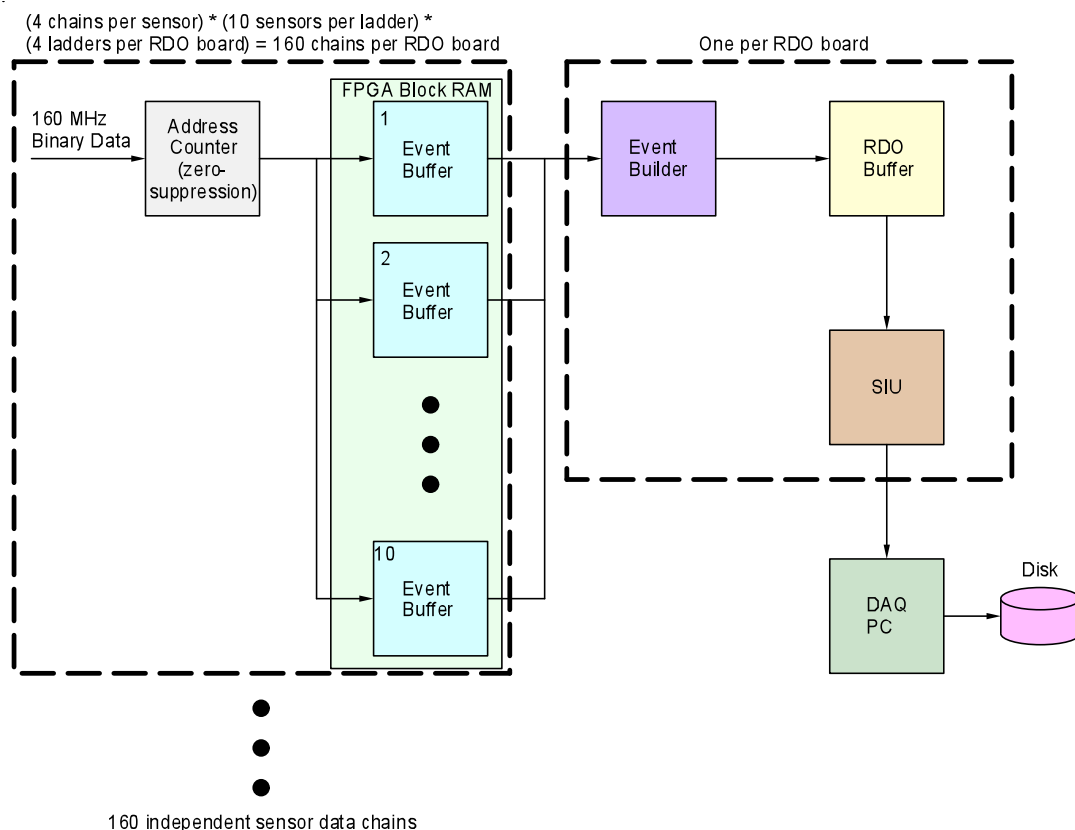 (4 chains per sensor) * (10 sensors per ladder) *
(4 ladders per RDO board) = 160 chains per RDO board
One per RDO board
FPGA Block RAM
160 MHz
Binary Data
Address
Counter
(zero-
suppression)
1
Event
Buffer
Event
Builder
RDO
Buffer
2
Event
Buffer
SIU
10
Event
Buffer
DAQ
PC
Disk
160 independent sensor data chains